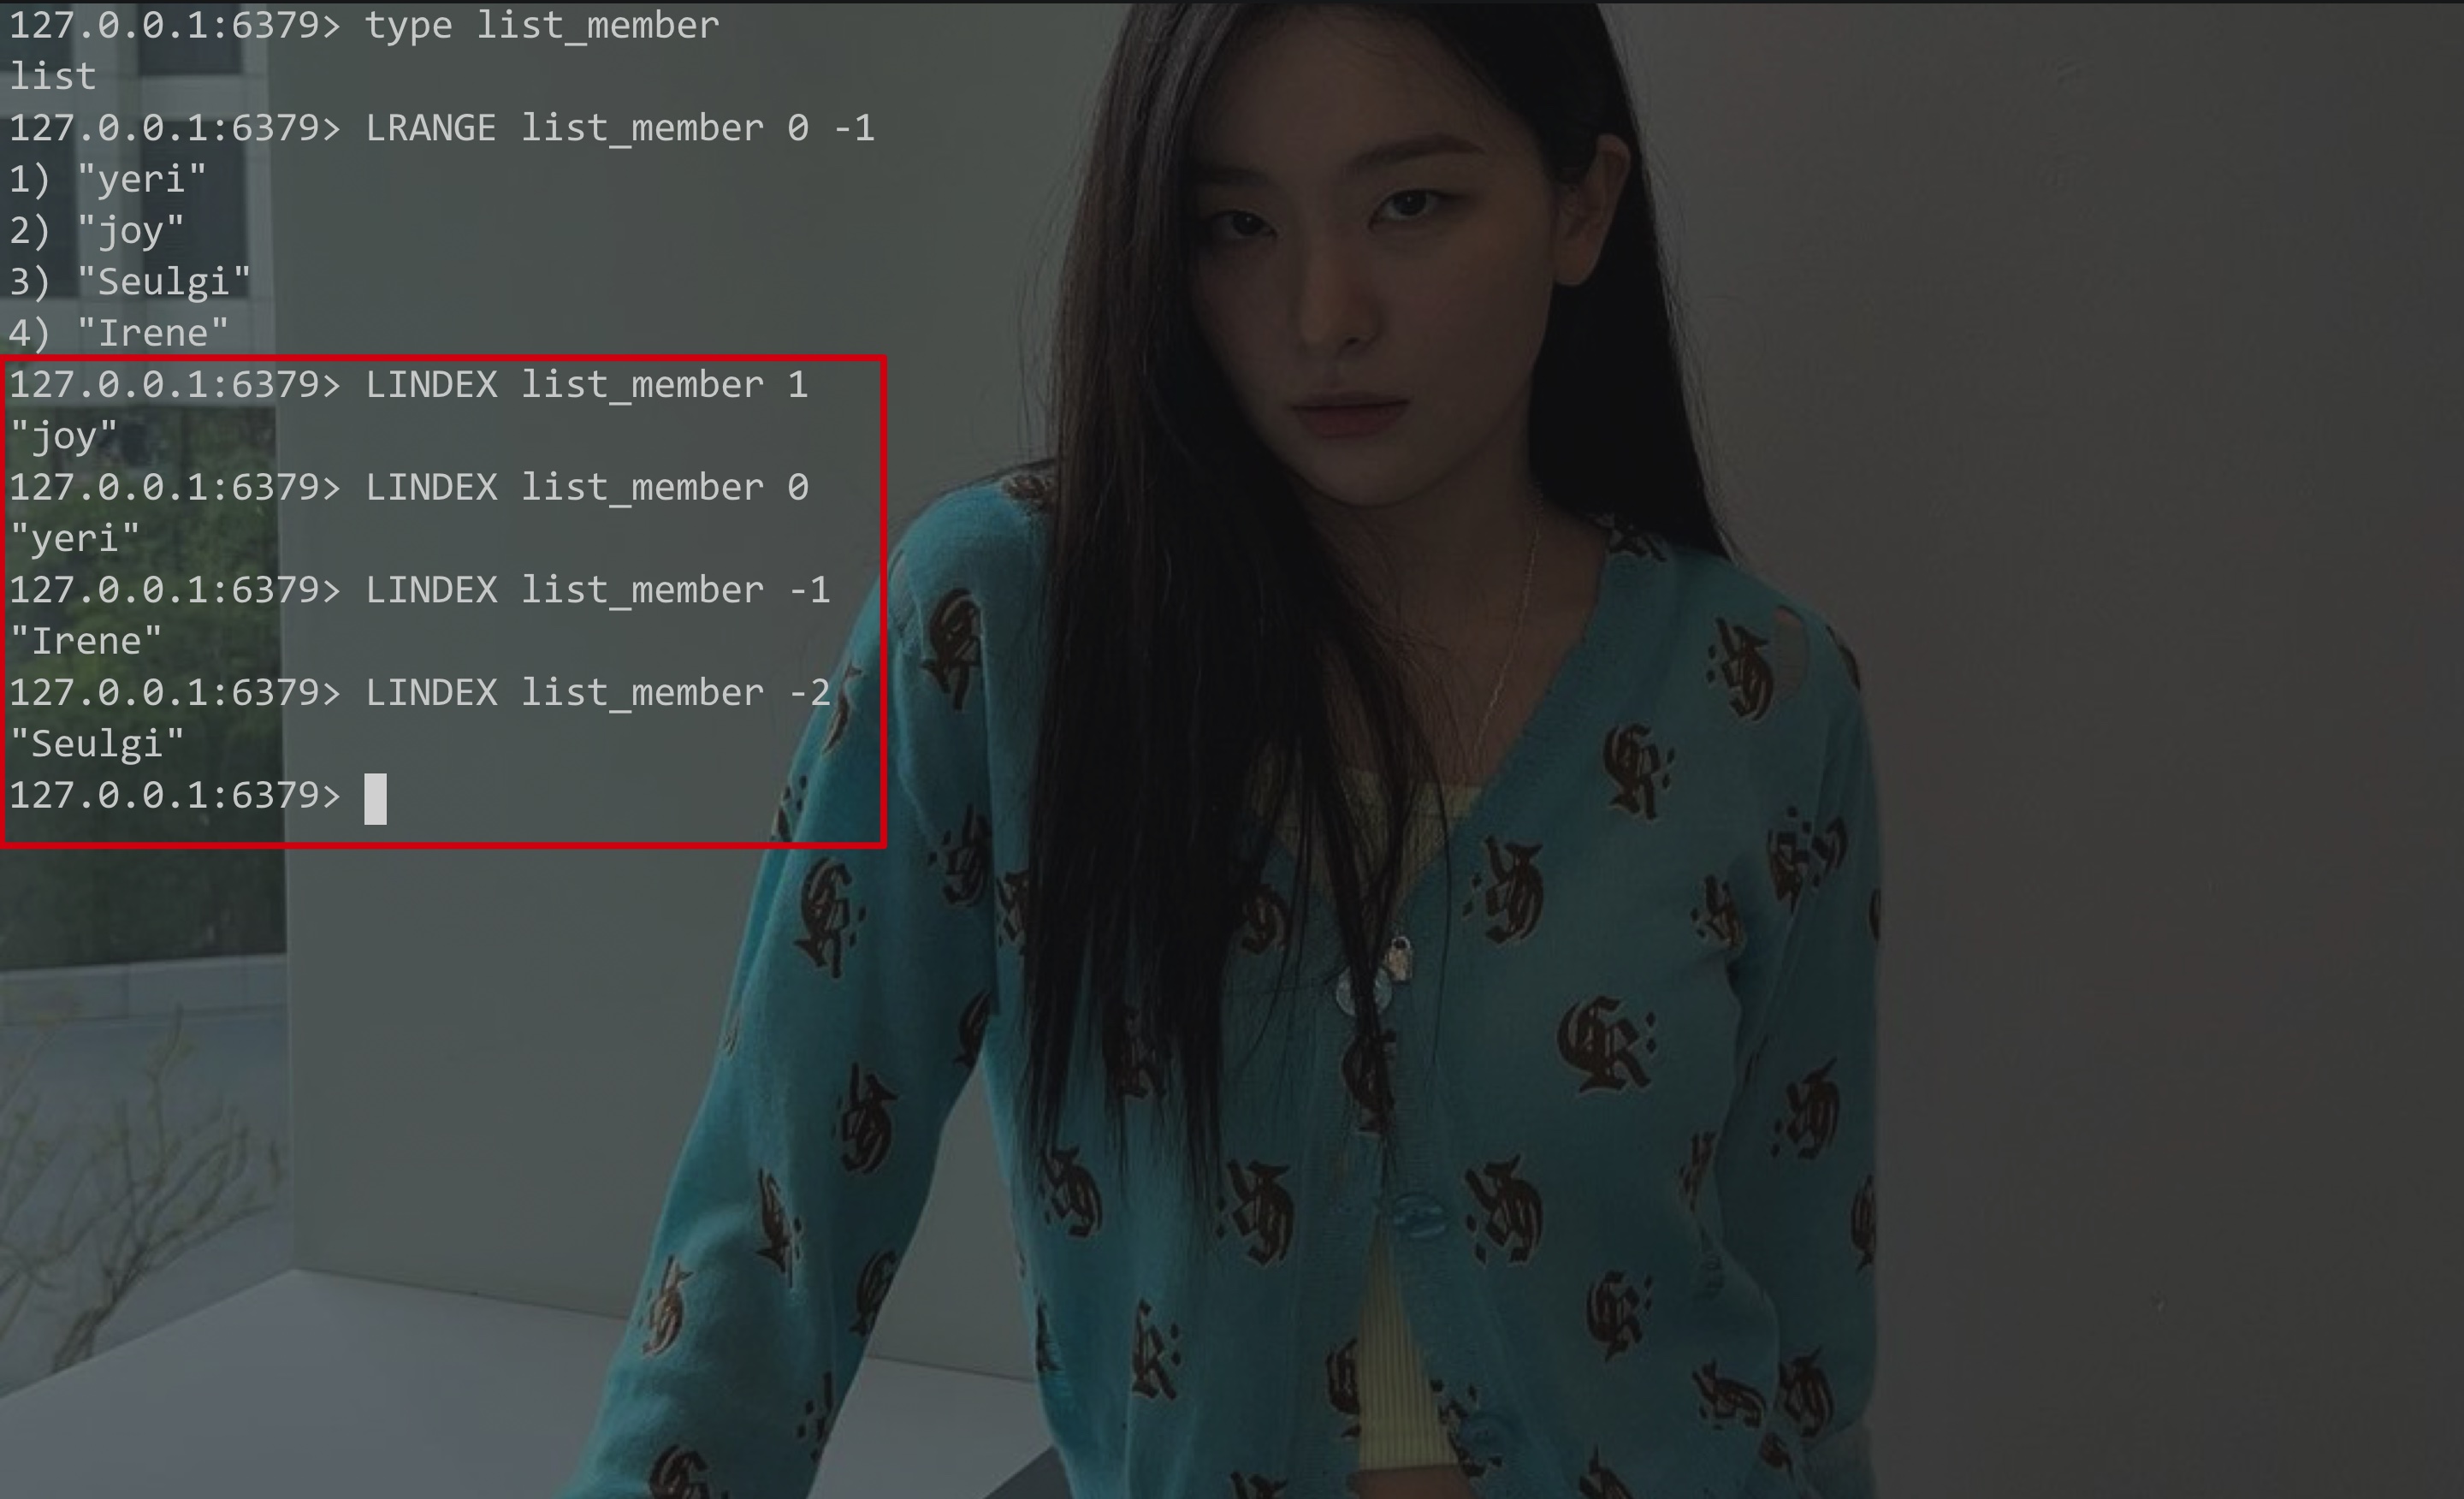 127.0.0.1:6379> type list_member
list
127.0.0.1:6379> LRANGE list_member 0 -1
1) "yeri"
2) "joy"
3) "Seulgi"
4) "Irene"
127.0.0.1:6379> LINDEX list_member 1
"joy"
127.0.0.1:6379> LINDEX list_member 0
"yeri"
127.0.0.1:6379> LINDEX list_member -1
"Irene"
127.0.0.1:6379> LINDEX list_member -2
"Seulgi"
127.0.0.1:6379>